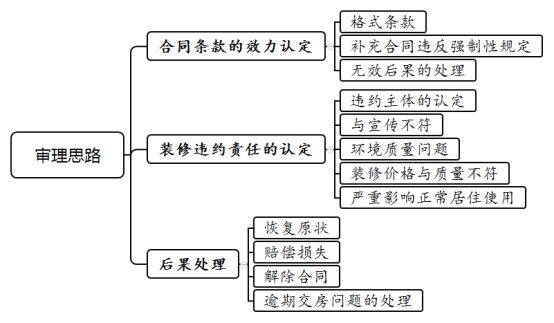 审理思路
合同条款的效力认定
格式条款
补充合同违反强制性规定
无效后果的处理
装修违约责任的认定
违约主体的认定
与宣传不符
环境质量问题
装修价格与质量不符
严重影响正常居住使用
后果处理
恢复原状
赔偿损失
解除合同
逾期交房问题的处理